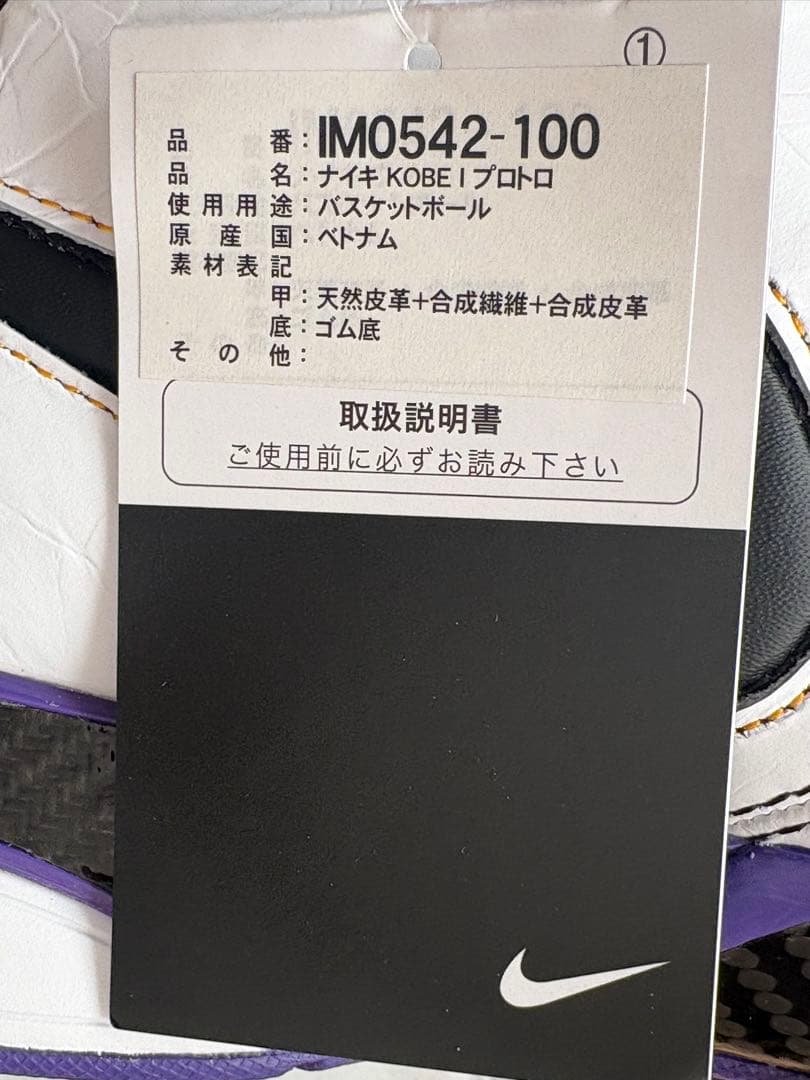 ①
品番：IM0542-100
品名：ナイキ KOBE I プロトロ
使用用途：バスケットボール
原産国：ベトナム
素材表記
甲：天然皮革+合成繊維+合成皮革
底：ゴム底
その他：
取扱説明書
ご使用前に必ずお読み下さい